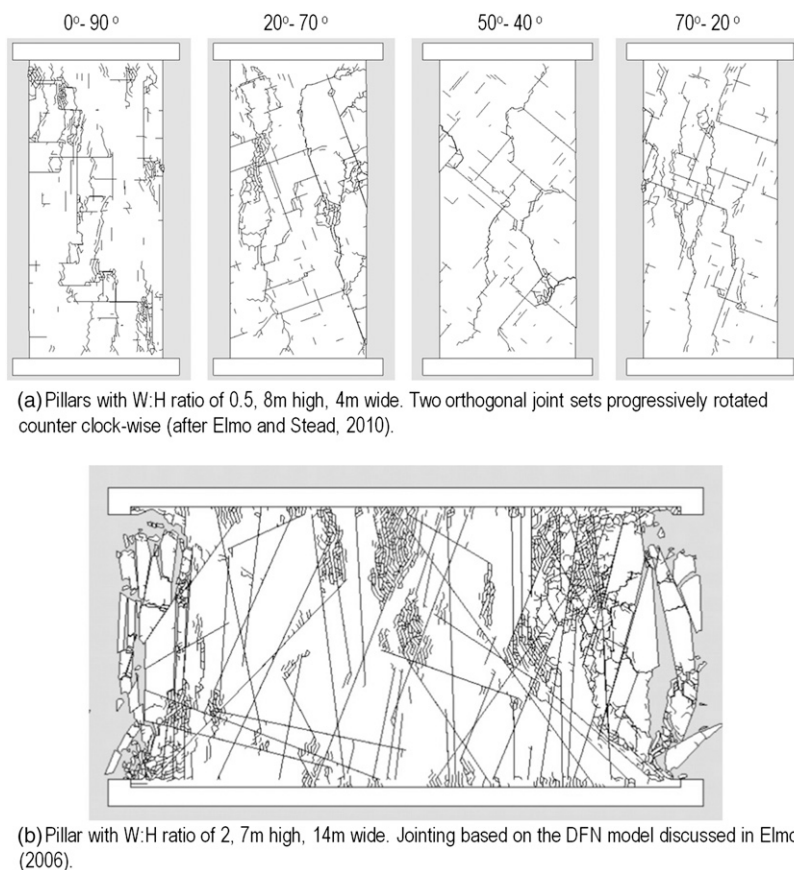 0°- 90° 20°- 70° 50°- 40° 70°- 20°
(a) Pillars with W:H ratio of 0.5, 8m high, 4m wide. Two orthogonal joint sets progressively rotated
counter clock-wise (after Elmo and Stead, 2010).
(b) Pillar with W:H ratio of 2, 7m high, 14m wide. Jointing based on the DFN model discussed in Elmo
(2006).